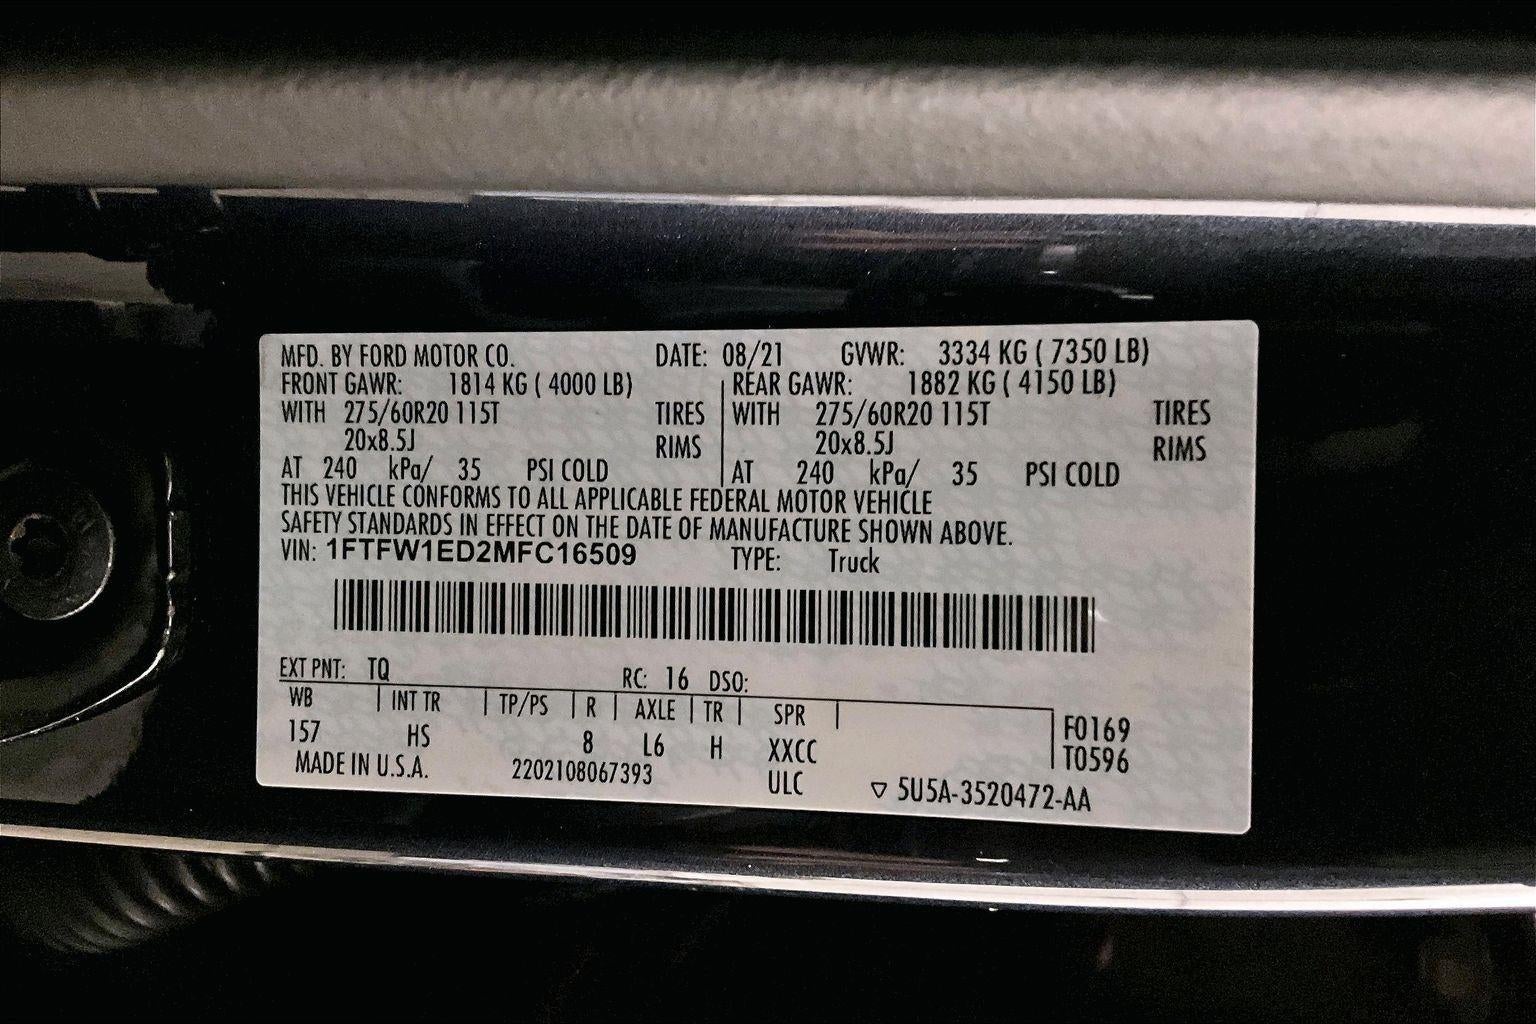 MFD. BY FORD MOTOR CO. DATE: 08/21 GVWR: 3334 KG ( 7350 LB)
FRONT GAWR: 1814 KG ( 4000 LB) REAR GAWR: 1882 KG ( 4150 LB)
WITH 275/60R20 115T TIRES WITH 275/60R20 115T TIRES
20x8.5J RIMS 20x8.5J RIMS
AT 240 kPa/ 35 PSI COLD AT 240 kPa/ 35 PSI COLD
THIS VEHICLE CONFORMS TO ALL APPLICABLE FEDERAL MOTOR VEHICLE
SAFETY STANDARDS IN EFFECT ON THE DATE OF MANUFACTURE SHOWN ABOVE.
VIN: 1FTFW1ED2MFC16509 TYPE: Truck
EXT PNT: TQ RC: 16 DSO:
WB INT TR TP/PS R AXLE TR SPR F0169
157 HS 8 L6 H XXCC T0596
MADE IN U.S.A. 2202108067393 ULC ▽ 5U5A-3520472-AA